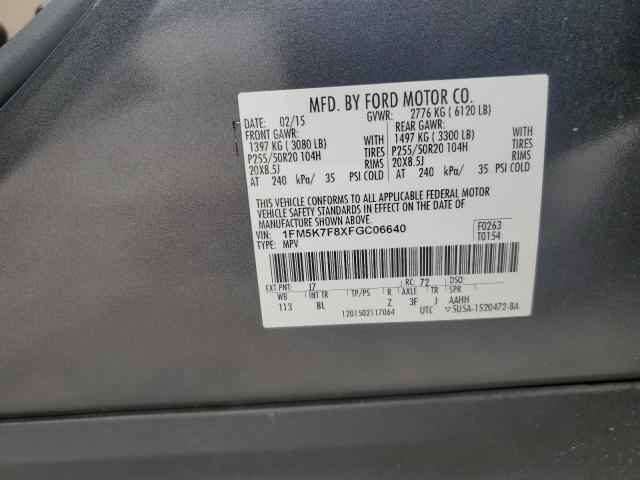 MFD. BY FORD MOTOR CO.
DATE: 02/15 GVWR: 2776 KG ( 6120 LB)
FRONT GAWR: REAR GAWR:
1397 KG ( 3080 LB) WITH 1497 KG ( 3300 LB) WITH
P255/50R20 104H TIRES P255/50R20 104H TIRES
20X8.5J RIMS 20X8.5J RIMS
AT 240 kPa/ 35 PSI COLD AT 240 kPa/ 35 PSI COLD
THIS VEHICLE CONFORMS TO ALL APPLICABLE FEDERAL MOTOR
VEHICLE SAFETY STANDARDS IN EFFECT ON THE DATE OF
MANUFACTURE SHOWN ABOVE.
VIN: 1FM5K7F8XFGC06640 F0263
TYPE: MPV T0154
EXT PNT: J7 RC: 72 DSO:
WB INT TR TP/PS R AXLE TR SPR
113 BL Z 3F J AAHH
1201502117064 UTC ▽5U5A-1520472-BA